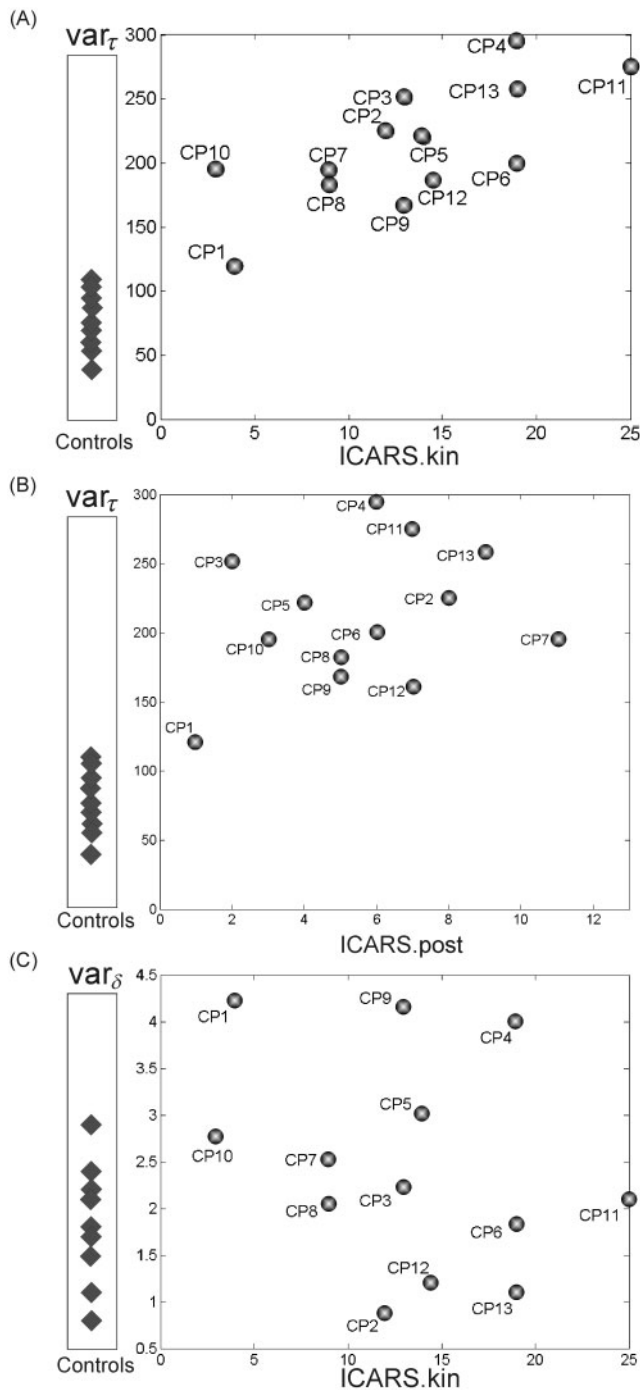 (A)
varτ
300
250
200
150
100
50
0
CP4
CP13
CP11
CP3
CP2
CP5
CP10
CP7
CP8
CP12
CP6
CP9
CP1
0 5 10 15 20 25
Controls
ICARS.kin
(B)
varτ
300
250
200
150
100
50
0
CP4
CP11
CP13
CP3
CP5
CP2
CP6
CP10
CP7
CP8
CP9
CP12
CP1
0 2 4 6 8 10 12
Controls
ICARS.post
(C)
varδ
4.5
4
3.5
3
2.5
2
1.5
1
0.5
CP1
CP9
CP4
CP5
CP10
CP7
CP3
CP8
CP11
CP6
CP12
CP13
CP2
0 5 10 15 20 25
Controls
ICARS.kin